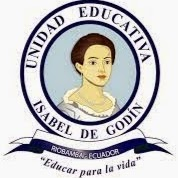 UNIDAD EDUCATIVA
ISABEL DE GODÍN
RIOBAMBA - ECUADOR
"Educar para la vida"